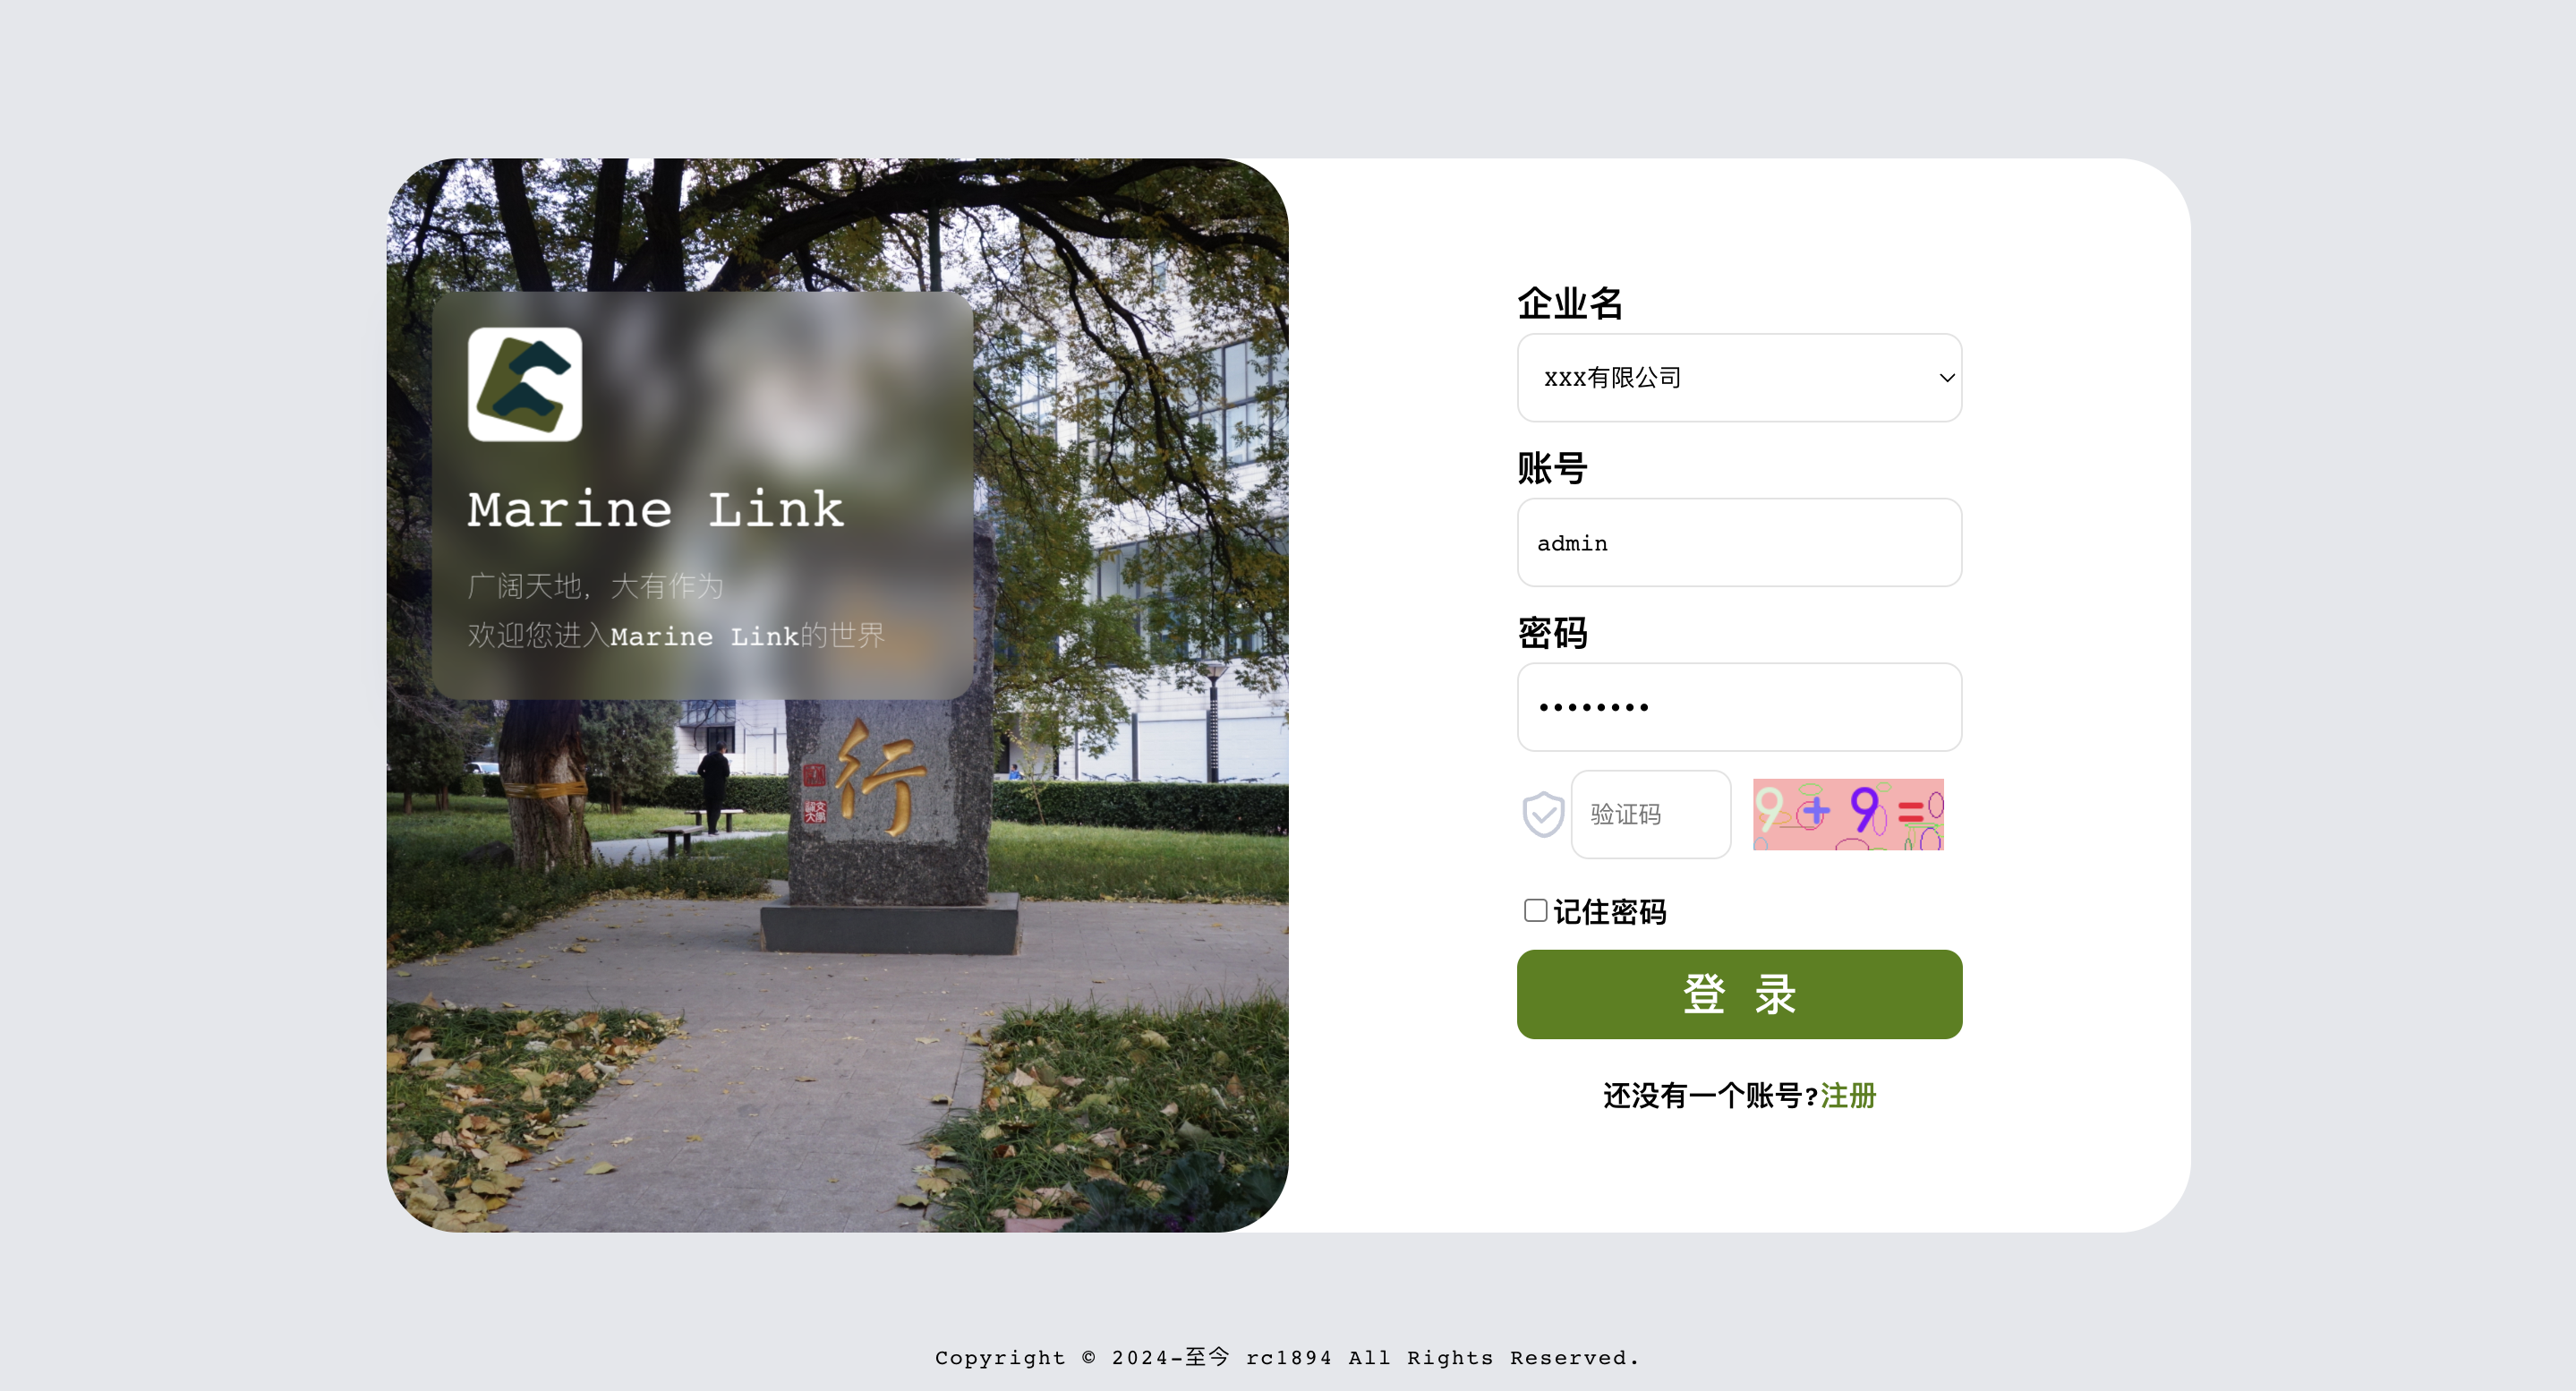 Marine Link
广阔天地，大有作为
欢迎您进入Marine Link的世界
行
企业名
xxx有限公司
账号
admin
密码
••••••••
验证码
9 + 9 =
记住密码
登 录
还没有一个账号?注册
Copyright © 2024-至今 rc1894 All Rights Reserved.